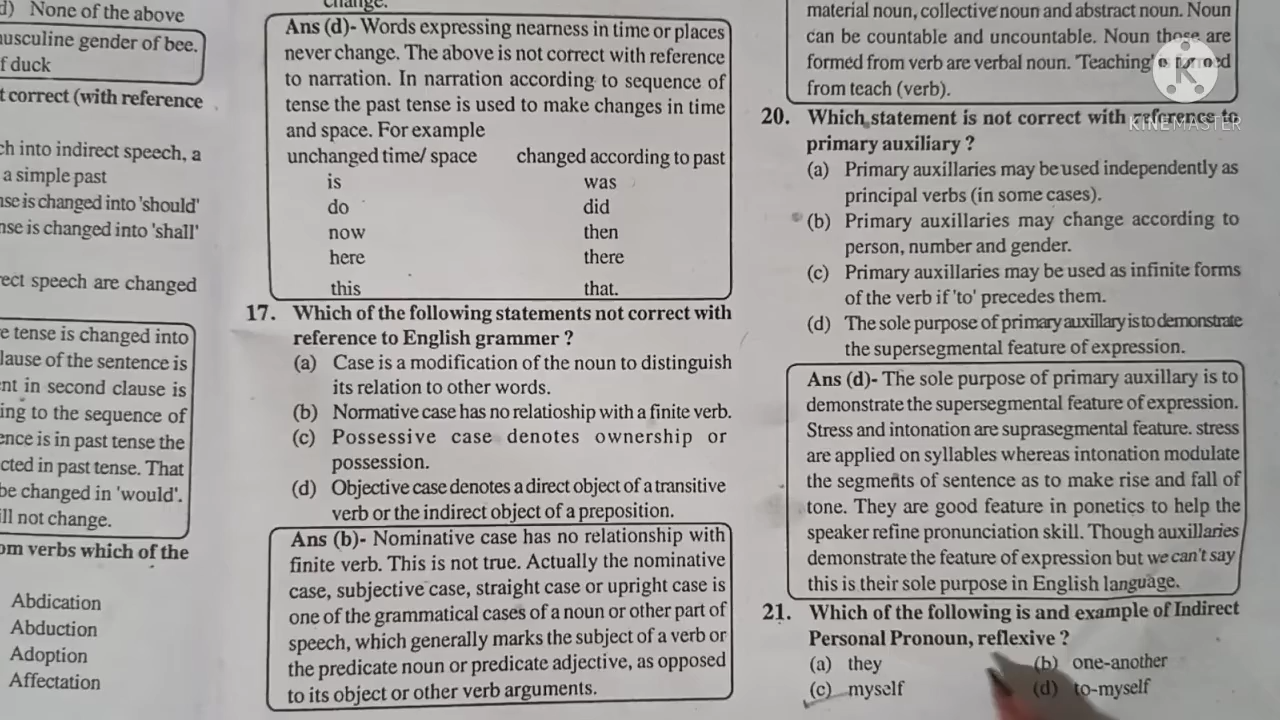 d) None of the above
masculine gender of bee.
f duck
t correct (with reference
ch into indirect speech, a
a simple past
nse is changed into 'should'
nse is changed into 'shall'
rect speech are changed
e tense is changed into
lause of the sentence is
nt in second clause is
ing to the sequence of
ence is in past tense the
cted in past tense. That
be changed in 'would'.
ill not change.
om verbs which of the
Abdication
Abduction
Adoption
Affectation
change.
Ans (d)- Words expressing nearness in time or places
never change. The above is not correct with reference
to narration. In narration according to sequence of
tense the past tense is used to make changes in time
and space. For example
unchanged time/ space changed according to past
is was
do did
now then
here there
this that.
17. Which of the following statements not correct with
reference to English grammer ?
(a) Case is a modification of the noun to distinguish
its relation to other words.
(b) Normative case has no relatioship with a finite verb.
(c) Possessive case denotes ownership or
possession.
(d) Objective case denotes a direct object of a transitive
verb or the indirect object of a preposition.
Ans (b)- Nominative case has no relationship with
finite verb. This is not true. Actually the nominative
case, subjective case, straight case or upright case is
one of the grammatical cases of a noun or other part of
speech, which generally marks the subject of a verb or
the predicate noun or predicate adjective, as opposed
to its object or other verb arguments.
material noun, collective noun and abstract noun. Noun
can be countable and uncountable. Noun those are
formed from verb are verbal noun. 'Teaching' is formed
from teach (verb).
K
KINEMASTER
20. Which statement is not correct with reference to
primary auxiliary ?
(a) Primary auxillaries may be used independently as
principal verbs (in some cases).
(b) Primary auxillaries may change according to
person, number and gender.
(c) Primary auxillaries may be used as infinite forms
of the verb if 'to' precedes them.
(d) The sole purpose of primary auxillary is to demonstrate
the supersegmental feature of expression.
Ans (d)- The sole purpose of primary auxillary is to
demonstrate the supersegmental feature of expression.
Stress and intonation are suprasegmental feature. stress
are applied on syllables whereas intonation modulate
the segments of sentence as to make rise and fall of
tone. They are good feature in ponetics to help the
speaker refine pronunciation skill. Though auxillaries
demonstrate the feature of expression but we can't say
this is their sole purpose in English language.
21. Which of the following is and example of Indirect
Personal Pronoun, reflexive ?
(a) they (b) one-another
(c) myself (d) to-myself